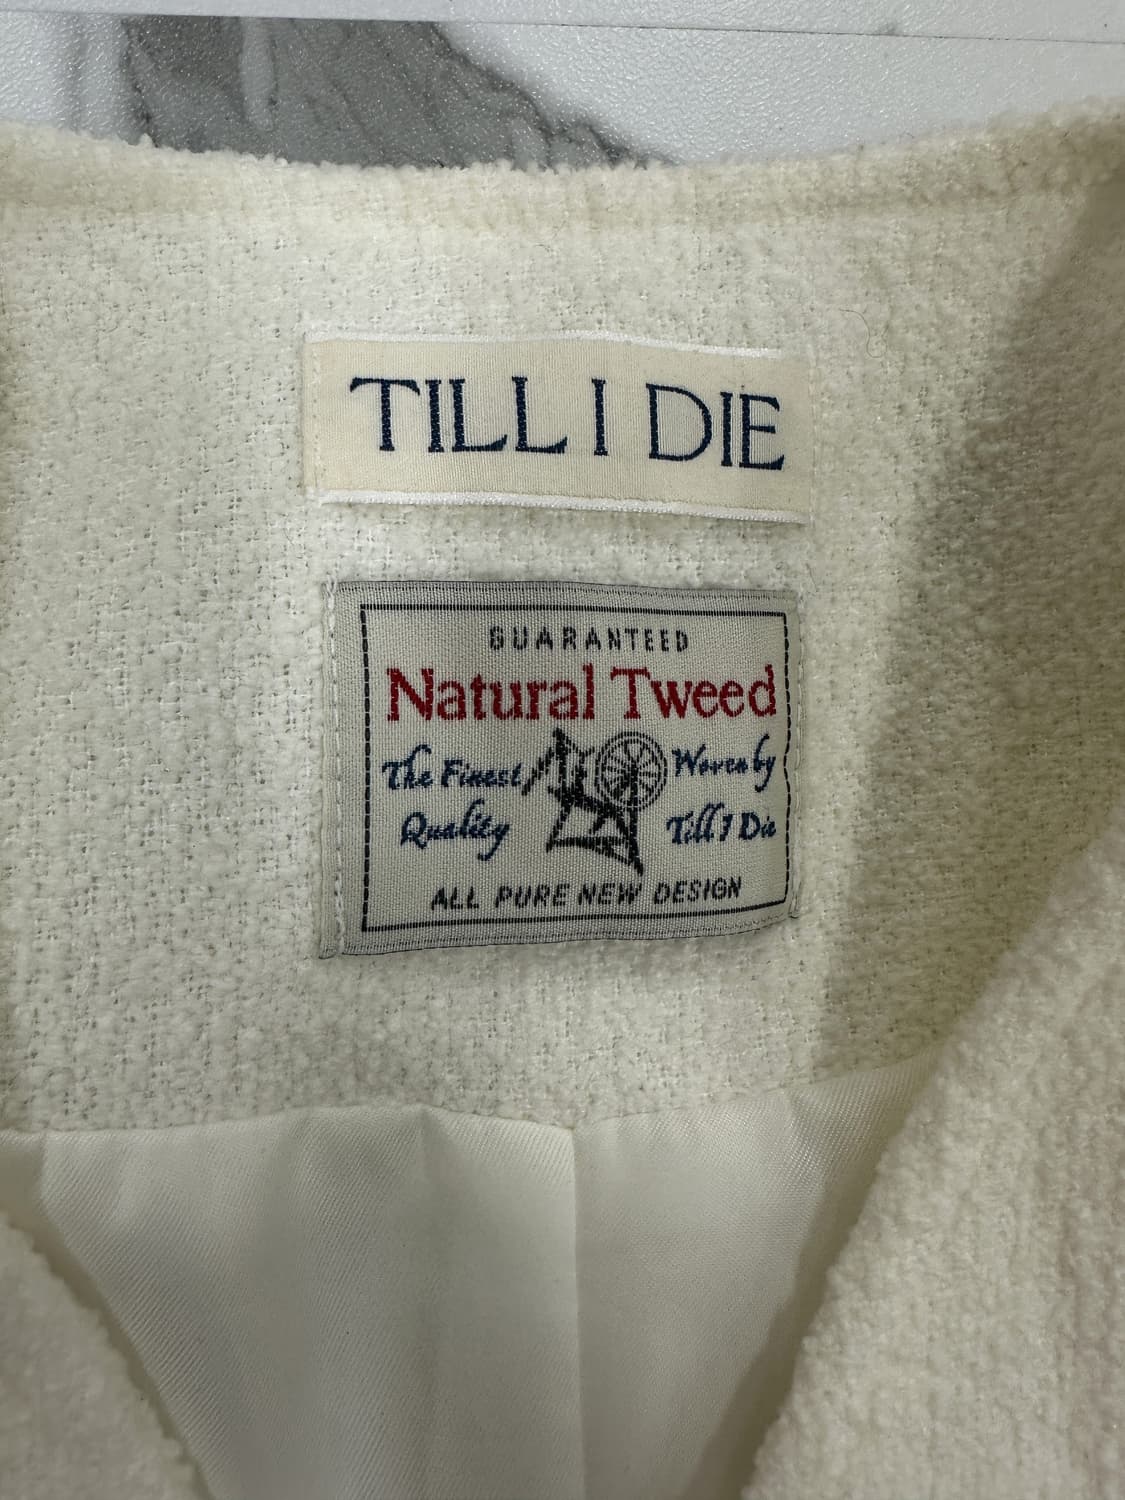 TILL I DIE
GUARANTEED
Natural Tweed
The Finest Woven by
Quality Till I Die
ALL PURE NEW DESIGN